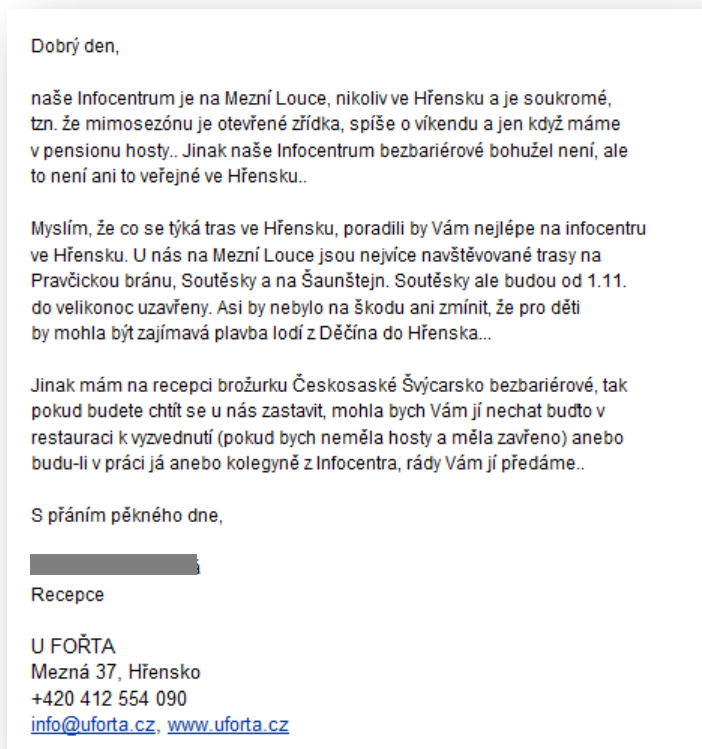 Dobrý den,
naše Infocentrum je na Mezní Louce, nikoliv ve Hřensku a je soukromé,
tzn. že mimosezónu je otevřené zřídka, spíše o víkendu a jen když máme
v pensionu hosty.. Jinak naše Infocentrum bezbariérové bohužel není, ale
to není ani to veřejné ve Hřensku..
Myslím, že co se týká tras ve Hřensku, poradili by Vám nejlépe na infocentru
ve Hřensku. U nás na Mezní Louce jsou nejvíce navštěvované trasy na
Pravčickou bránu, Soutěsky a na Šaunštejn. Soutěsky ale budou od 1.11.
do velikonoc uzavřeny. Asi by nebylo na škodu ani zmínit, že pro děti
by mohla být zajímavá plavba lodí z Děčína do Hřenska...
Jinak mám na recepci brožurku Českosaské Švýcarsko bezbariérové, tak
pokud budete chtít se u nás zastavit, mohla bych Vám jí nechat buďto v
restauraci k vyzvednutí (pokud bych neměla hosty a měla zavřeno) anebo
budu-li v práci já anebo kolegyně z Infocentra, rády Vám jí předáme..
S přáním pěkného dne,
Recepce
U FOŘTA
Mezná 37, Hřensko
+420 412 554 090
info@uforta.cz, www.uforta.cz